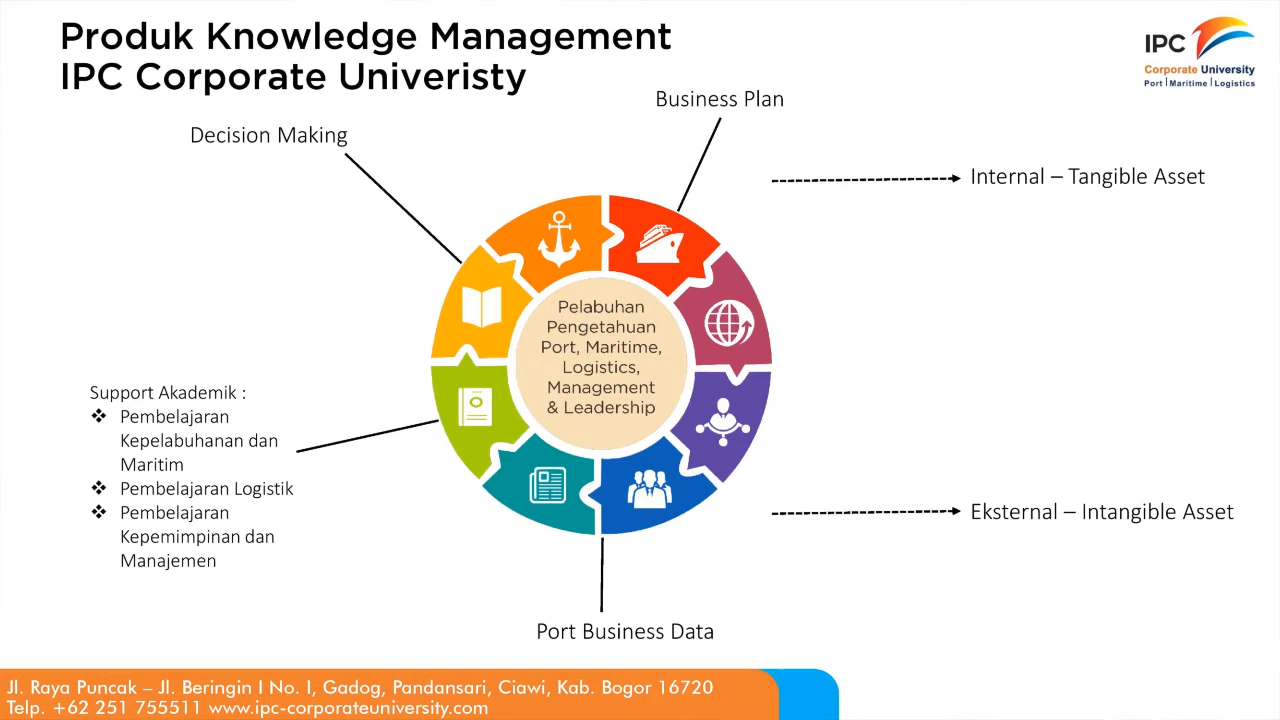 Produk Knowledge Management
IPC Corporate Univeristy
IPC
Corporate University
Port | Maritime | Logistics
Business Plan
Decision Making
Internal – Tangible Asset
Pelabuhan
Pengetahuan
Port, Maritime,
Logistics,
Management
& Leadership
Support Akademik :
❖ Pembelajaran
Kepelabuhanan dan
Maritim
❖ Pembelajaran Logistik
❖ Pembelajaran
Kepemimpinan dan
Manajemen
Eksternal – Intangible Asset
Port Business Data
Jl. Raya Puncak – Jl. Beringin I No. I, Gadog, Pandansari, Ciawi, Kab. Bogor 16720
Telp. +62 251 755511 www.ipc-corporateuniversity.com